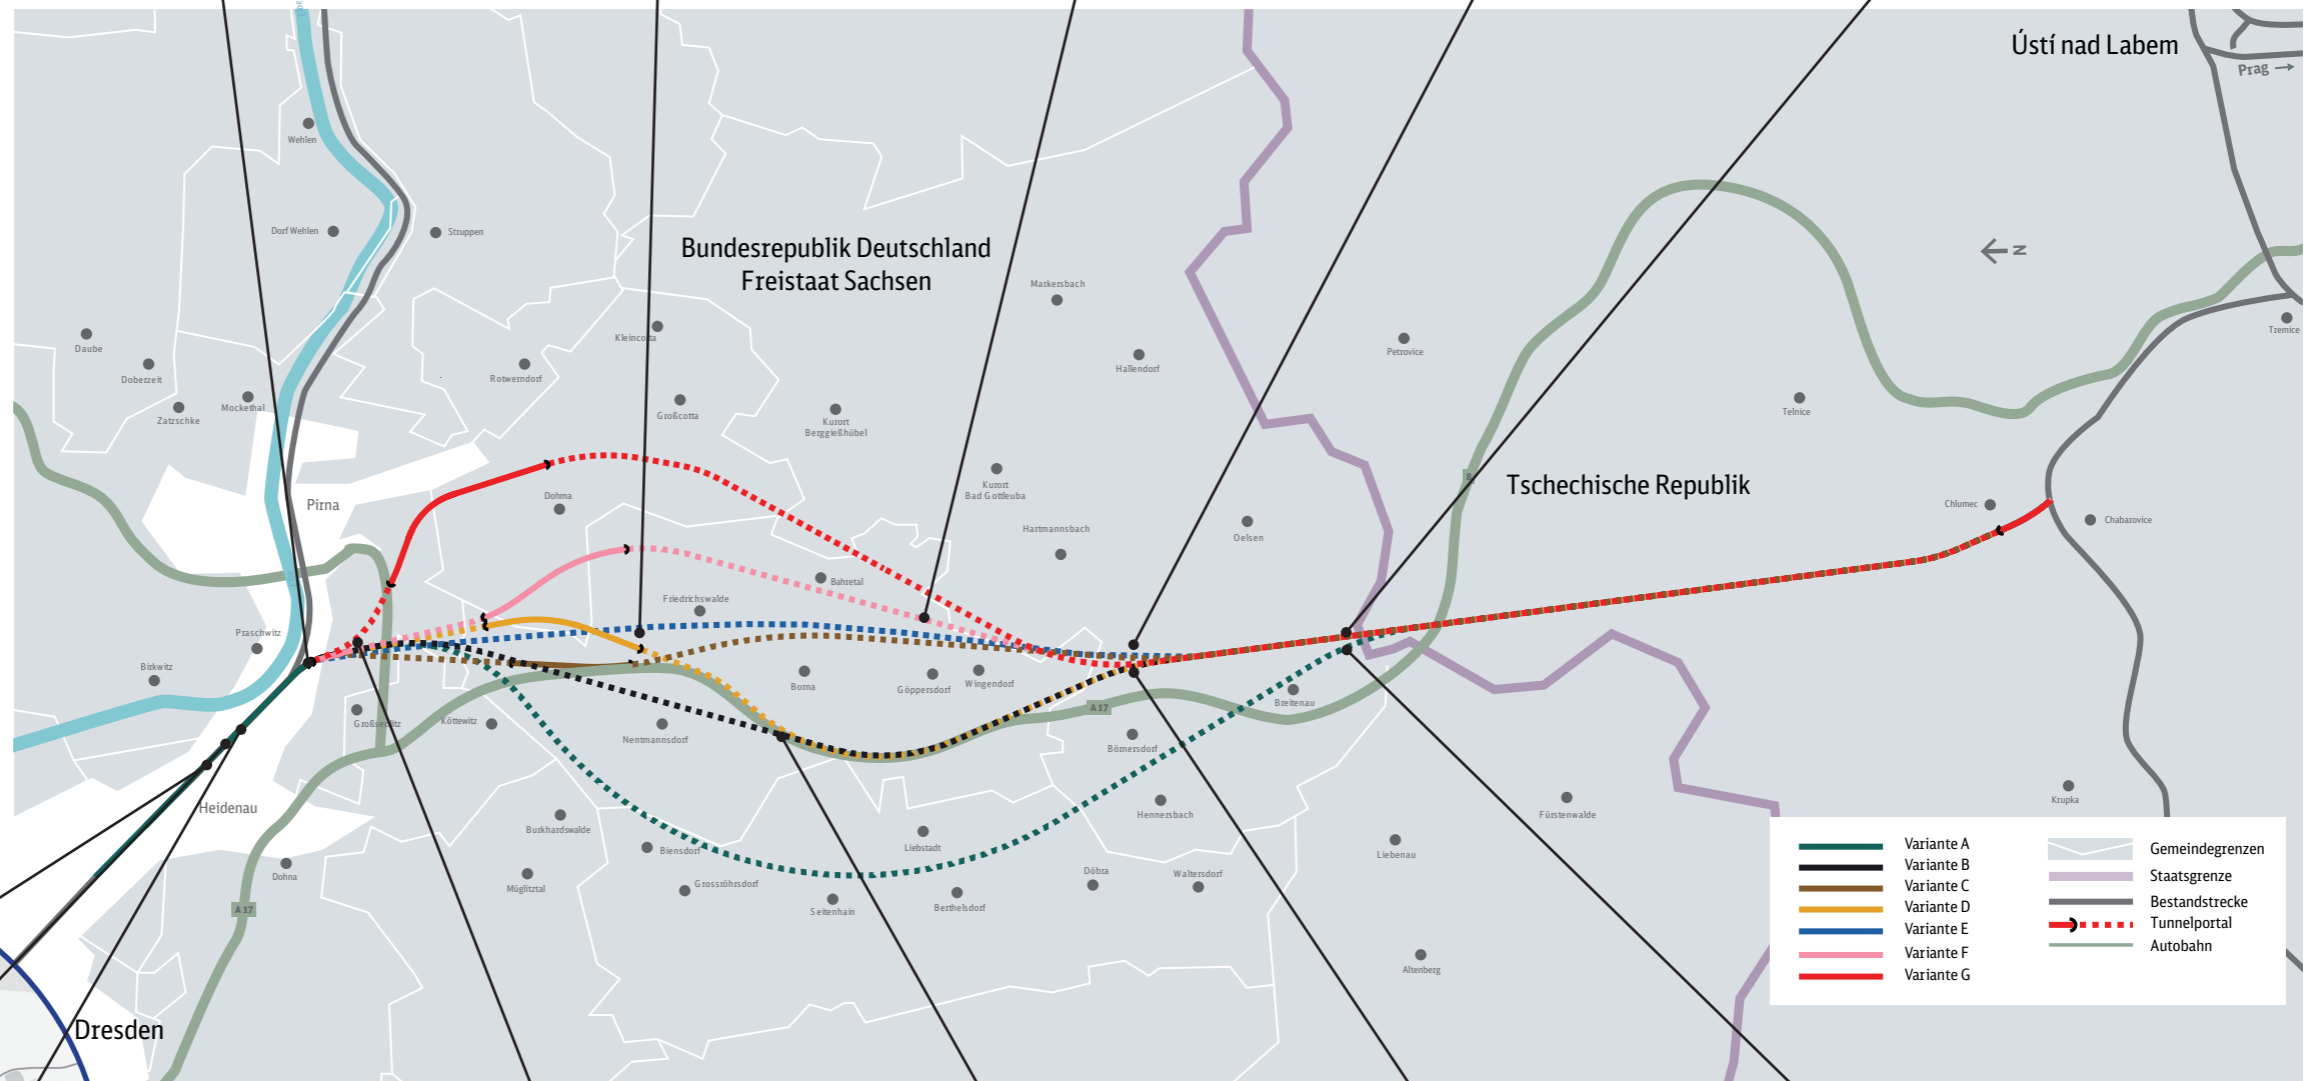 Ústí nad Labem
Prag →
Wehlen
Dorf Wehlen
Struppen
Bundesrepublik Deutschland
Freistaat Sachsen
N
Markersbach
Daube
Doberzeit
Zatzschke
Mockethal
Rotwerndorf
Kleincotta
Großcotta
Kurort
Berggießhübel
Hallendorf
Petrovice
Telnice
Tremice
Pirna
Dohma
Kurort
Bad Gottleuba
Hartmannsbach
Oelsen
8
Tschechische Republik
Chlumec
Chabarovice
Praschwitz
Birkwitz
Friedrichswalde
Bahretal
Großsedlitz
Köttewitz
Nentmannsdorf
Borna
Göppersdorf
Wingendorf
A 17
Breitenau
Börnersdorf
Heidenau
Burkhardswalde
Biensdorf
Liebstadt
Hennersbach
Fürstenwalde
Liebenau
Krupka
Dohna
Müglitztal
Grossröhrsdorf
Seitenhain
Berthelsdorf
Döbra
Waltersdorf
A 17
Altenberg
Dresden
Variante A
Variante B
Variante C
Variante D
Variante E
Variante F
Variante G
Gemeindegrenzen
Staatsgrenze
Bestandstrecke
Tunnelportal
Autobahn